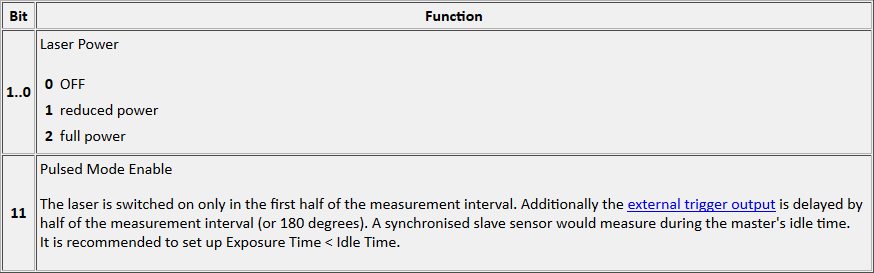 Bit Function
1..0 Laser Power
0 OFF
1 reduced power
2 full power
11 Pulsed Mode Enable
The laser is switched on only in the first half of the measurement interval. Additionally the external trigger output is delayed by
half of the measurement interval (or 180 degrees). A synchronised slave sensor would measure during the master's idle time.
It is recommended to set up Exposure Time < Idle Time.